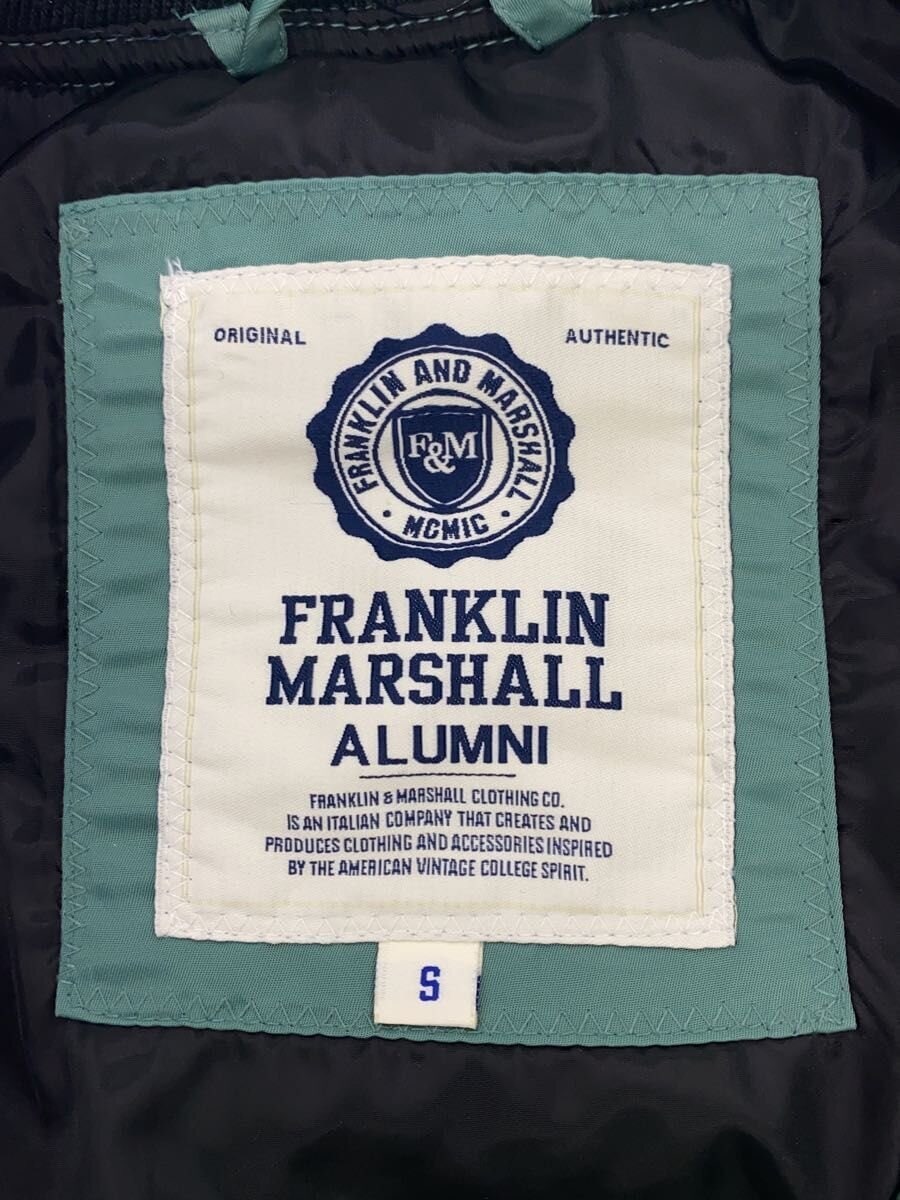 ORIGINAL
AUTHENTIC
FRANKLIN AND MARSHALL
F&M
• MCMIC •
FRANKLIN
MARSHALL
ALUMNI
FRANKLIN & MARSHALL CLOTHING CO.
IS AN ITALIAN COMPANY THAT CREATES AND
PRODUCES CLOTHING AND ACCESSORIES INSPIRED
BY THE AMERICAN VINTAGE COLLEGE SPIRIT.
S